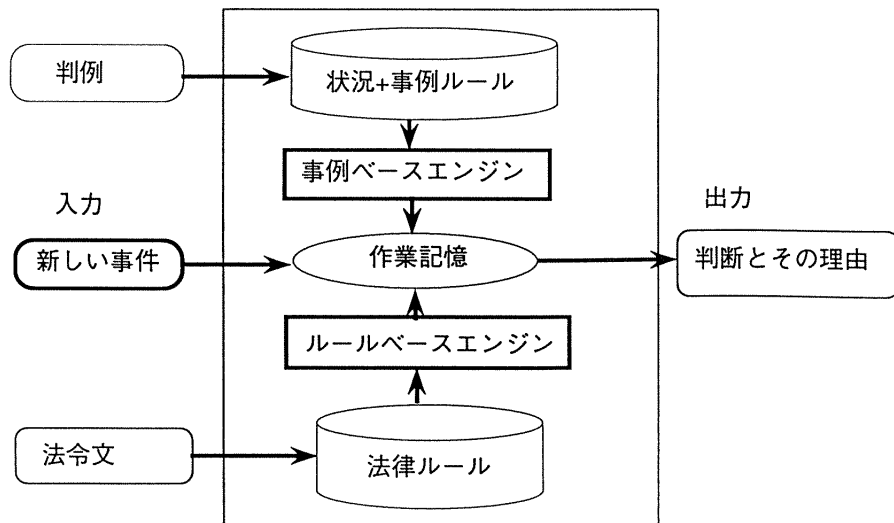 判例
状況+事例ルール
事例ベースエンジン
入力
出力
新しい事件
作業記憶
判断とその理由
ルールベースエンジン
法令文
法律ルール